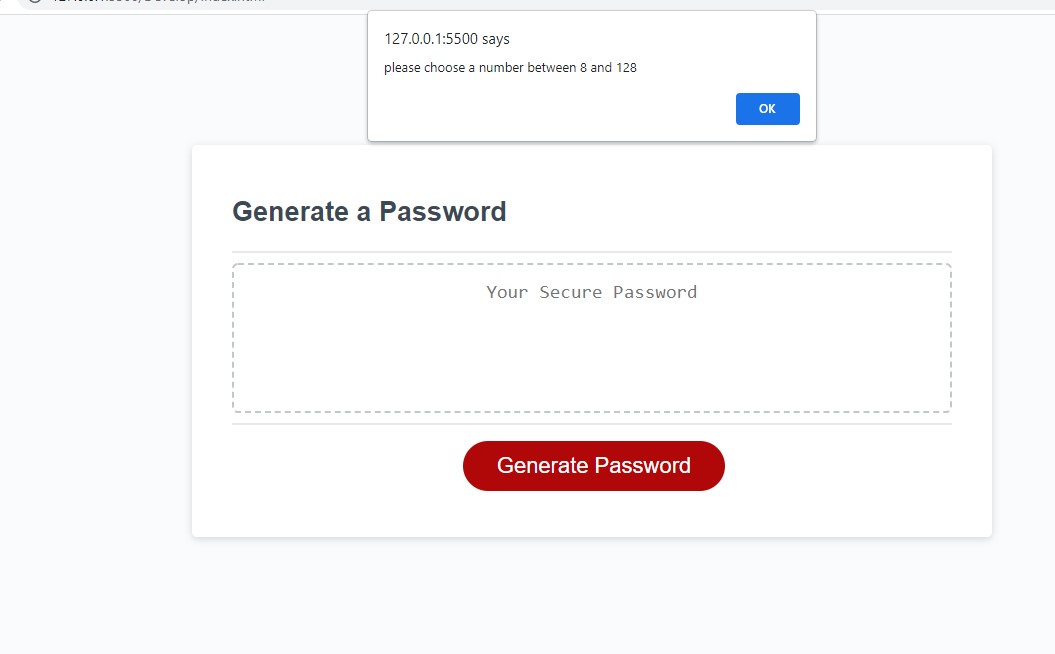 127.0.0.1:5500 says
please choose a number between 8 and 128
OK
Generate a Password
Your Secure Password
Generate Password